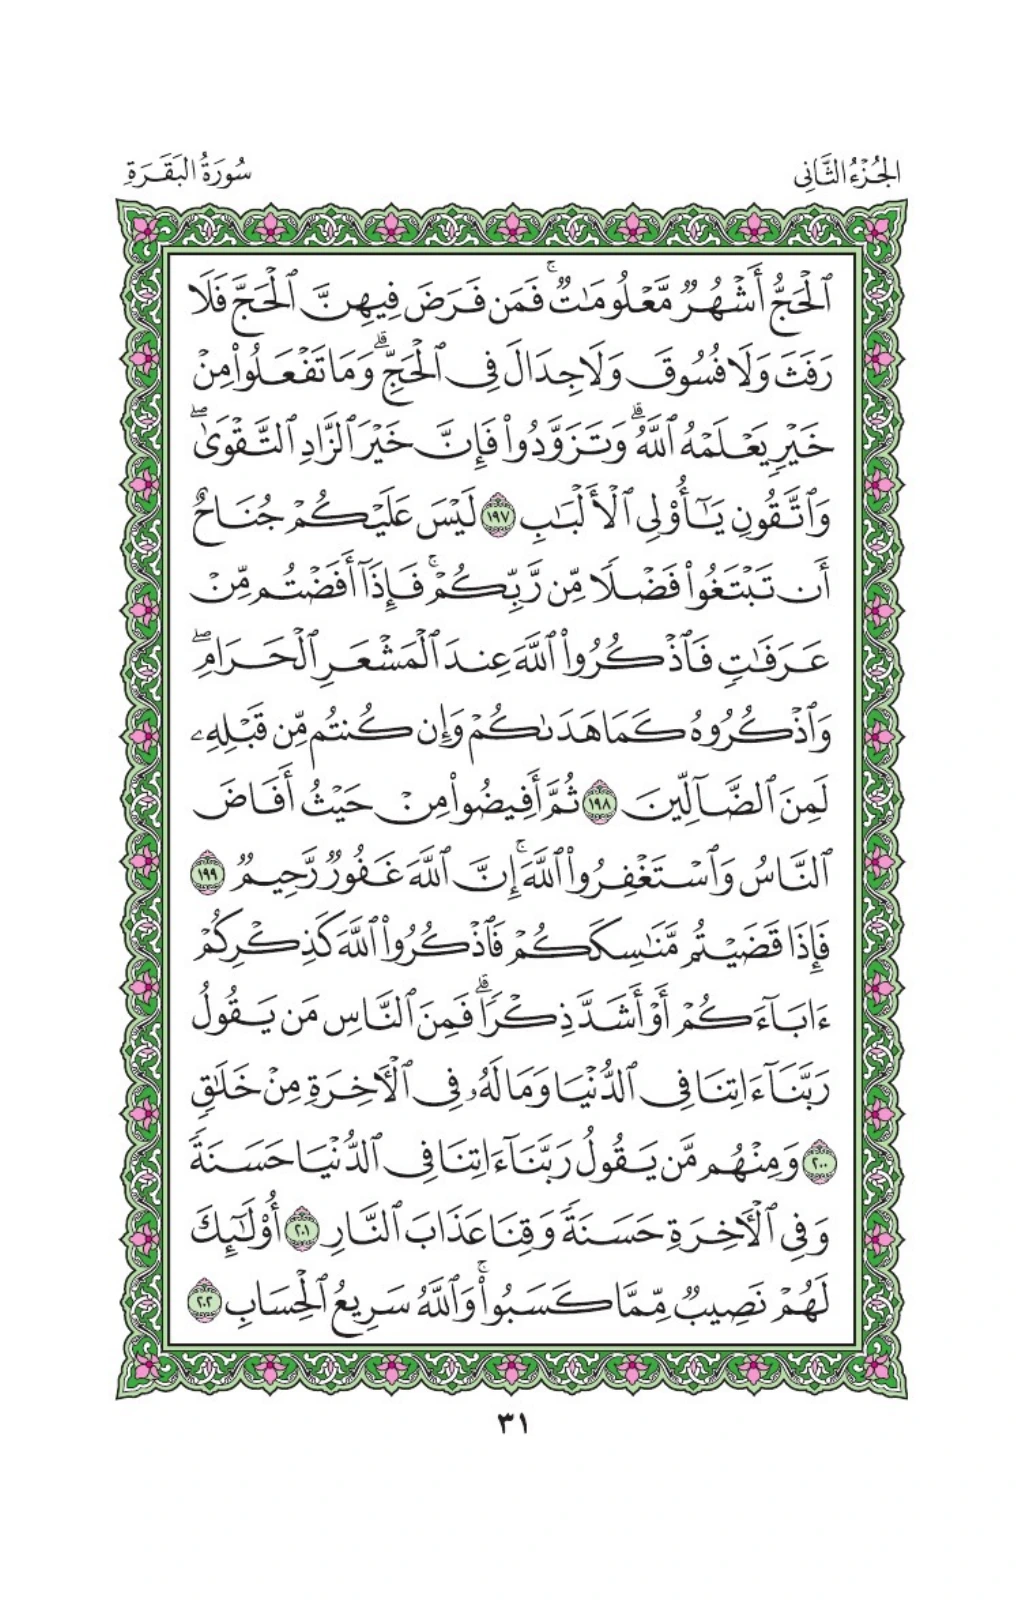 الجُزْءُ الثَّانِى
سُورَةُ البَقَرَةِ
ٱلْحَجُّ أَشْهُرٌ مَّعْلُومَٰتٌ ۚ فَمَن فَرَضَ فِيهِنَّ ٱلْحَجَّ فَلَا
رَفَثَ وَلَا فُسُوقَ وَلَا جِدَالَ فِى ٱلْحَجِّ ۗ وَمَا تَفْعَلُوا۟ مِنْ
خَيْرٍ يَعْلَمْهُ ٱللَّهُ ۗ وَتَزَوَّدُوا۟ فَإِنَّ خَيْرَ ٱلزَّادِ ٱلتَّقْوَىٰ ۖ
وَٱتَّقُونِ يَٰٓأُو۟لِى ٱلْأَلْبَٰبِ ١٩٧ لَيْسَ عَلَيْكُمْ جُنَاحٌ
أَن تَبْتَغُوا۟ فَضْلًا مِّن رَّبِّكُمْ ۚ فَإِذَآ أَفَضْتُم مِّنْ
عَرَفَٰتٍ فَٱذْكُرُوا۟ ٱللَّهَ عِندَ ٱلْمَشْعَرِ ٱلْحَرَامِ ۖ
وَٱذْكُرُوهُ كَمَا هَدَىٰكُمْ وَإِن كُنتُم مِّن قَبْلِهِۦ
لَمِنَ ٱلضَّآلِّينَ ١٩٨ ثُمَّ أَفِيضُوا۟ مِنْ حَيْثُ أَفَاضَ
ٱلنَّاسُ وَٱسْتَغْفِرُوا۟ ٱللَّهَ ۚ إِنَّ ٱللَّهَ غَفُورٌ رَّحِيمٌ ١٩٩
فَإِذَا قَضَيْتُم مَّنَٰسِكَكُمْ فَٱذْكُرُوا۟ ٱللَّهَ كَذِكْرِكُمْ
ءَابَآءَكُمْ أَوْ أَشَدَّ ذِكْرًا ۗ فَمِنَ ٱلنَّاسِ مَن يَقُولُ
رَبَّنَآ ءَاتِنَا فِى ٱلدُّنْيَا وَمَا لَهُۥ فِى ٱلْأَخِرَةِ مِنْ خَلَٰقٍ
٢٠٠ وَمِنْهُم مَّن يَقُولُ رَبَّنَآ ءَاتِنَا فِى ٱلدُّنْيَا حَسَنَةً
وَفِى ٱلْأَخِرَةِ حَسَنَةً وَقِنَا عَذَابَ ٱلنَّارِ ٢٠١ أُو۟لَٰٓئِكَ
لَهُمْ نَصِيبٌ مِّمَّا كَسَبُوا۟ ۚ وَٱللَّهُ سَرِيعُ ٱلْحِسَابِ ٢٠٢
٣١